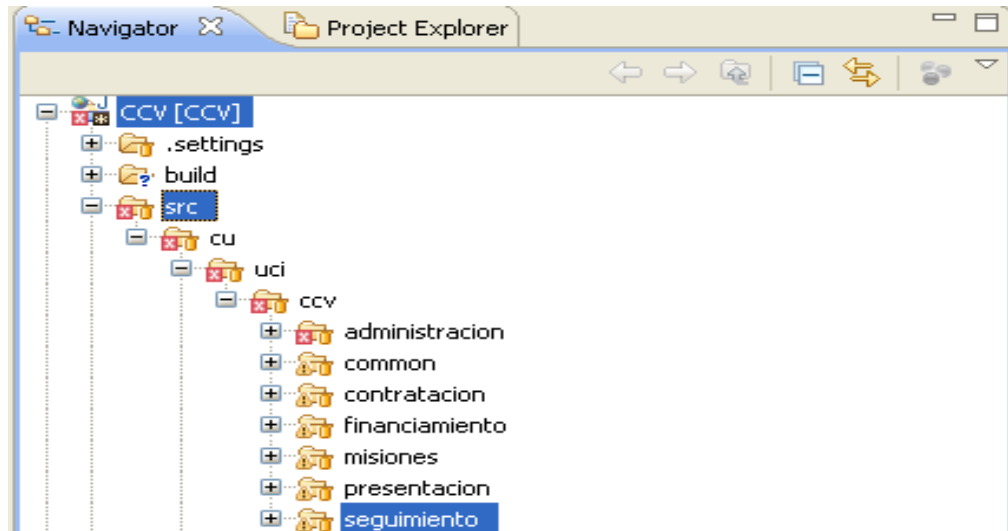 Navigator Project Explorer
CCV [CCV]
.settings
build
src
cu
uci
ccv
administracion
common
contratacion
financiamiento
misiones
presentacion
seguimiento